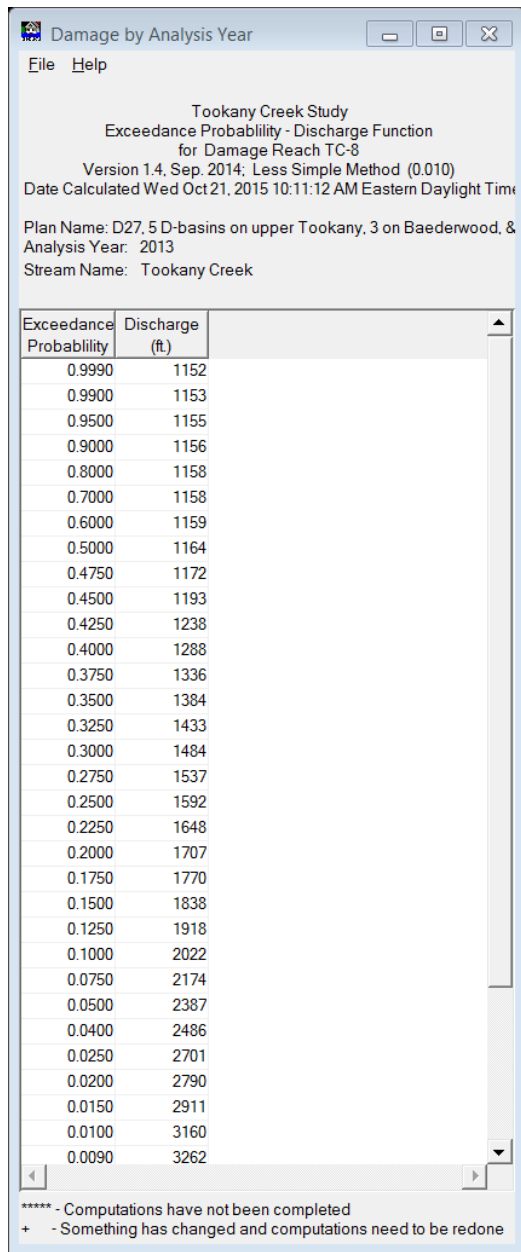 Damage by Analysis Year
File Help
Tookany Creek Study
Exceedance Probablility - Discharge Function
for Damage Reach TC-8
Version 1.4, Sep. 2014; Less Simple Method (0.010)
Date Calculated Wed Oct 21, 2015 10:11:12 AM Eastern Daylight Time
Plan Name: D27, 5 D-basins on upper Tookany, 3 on Baederwood, &
Analysis Year: 2013
Stream Name: Tookany Creek
Exceedance Discharge
Probablility (ft.)
0.9990 1152
0.9900 1153
0.9500 1155
0.9000 1156
0.8000 1158
0.7000 1158
0.6000 1159
0.5000 1164
0.4750 1172
0.4500 1193
0.4250 1238
0.4000 1288
0.3750 1336
0.3500 1384
0.3250 1433
0.3000 1484
0.2750 1537
0.2500 1592
0.2250 1648
0.2000 1707
0.1750 1770
0.1500 1838
0.1250 1918
0.1000 2022
0.0750 2174
0.0500 2387
0.0400 2486
0.0250 2701
0.0200 2790
0.0150 2911
0.0100 3160
0.0090 3262
***** - Computations have not been completed
+ - Something has changed and computations need to be redone